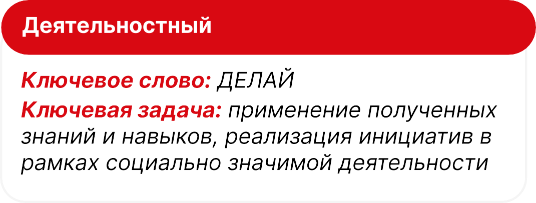 Деятельностный
Ключевое слово: ДЕЛАЙ
Ключевая задача: применение полученных
знаний и навыков, реализация инициатив в
рамках социально значимой деятельности